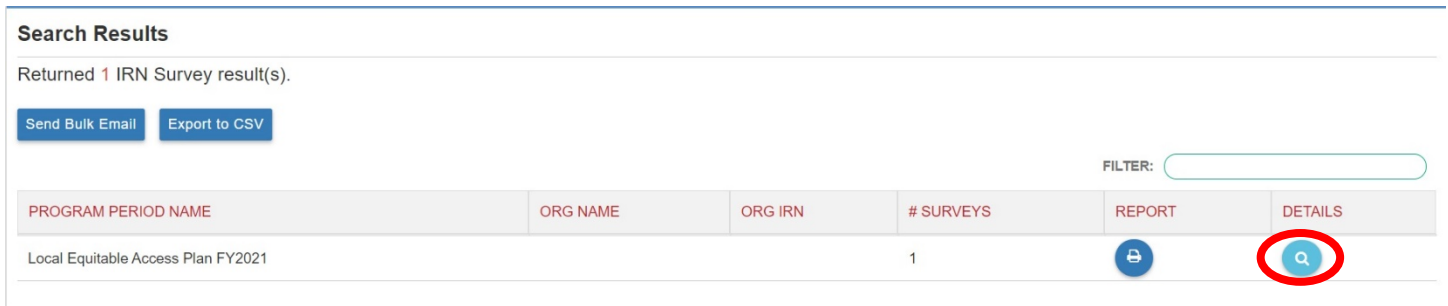 Search Results
Returned 1 IRN Survey result(s).
Send Bulk Email Export to CSV
FILTER:
PROGRAM PERIOD NAME ORG NAME ORG IRN # SURVEYS REPORT DETAILS
Local Equitable Access Plan FY2021 1